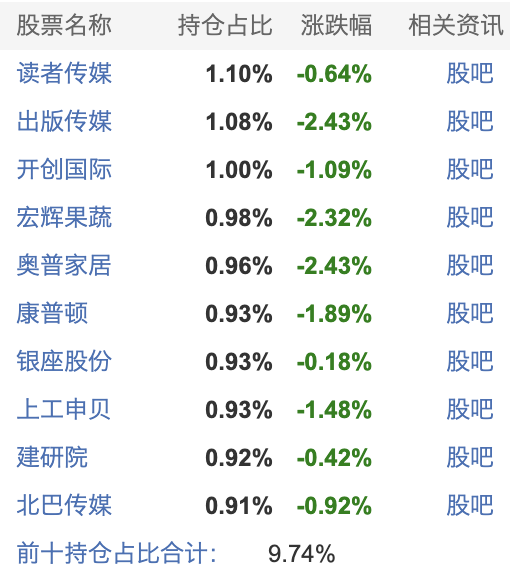 股票名称 持仓占比 涨跌幅 相关资讯
读者传媒 1.10% -0.64% 股吧
出版传媒 1.08% -2.43% 股吧
开创国际 1.00% -1.09% 股吧
宏辉果蔬 0.98% -2.32% 股吧
奥普家居 0.96% -2.43% 股吧
康普顿 0.93% -1.89% 股吧
银座股份 0.93% -0.18% 股吧
上工申贝 0.93% -1.48% 股吧
建研院 0.92% -0.42% 股吧
北巴传媒 0.91% -0.92% 股吧
前十持仓占比合计: 9.74%